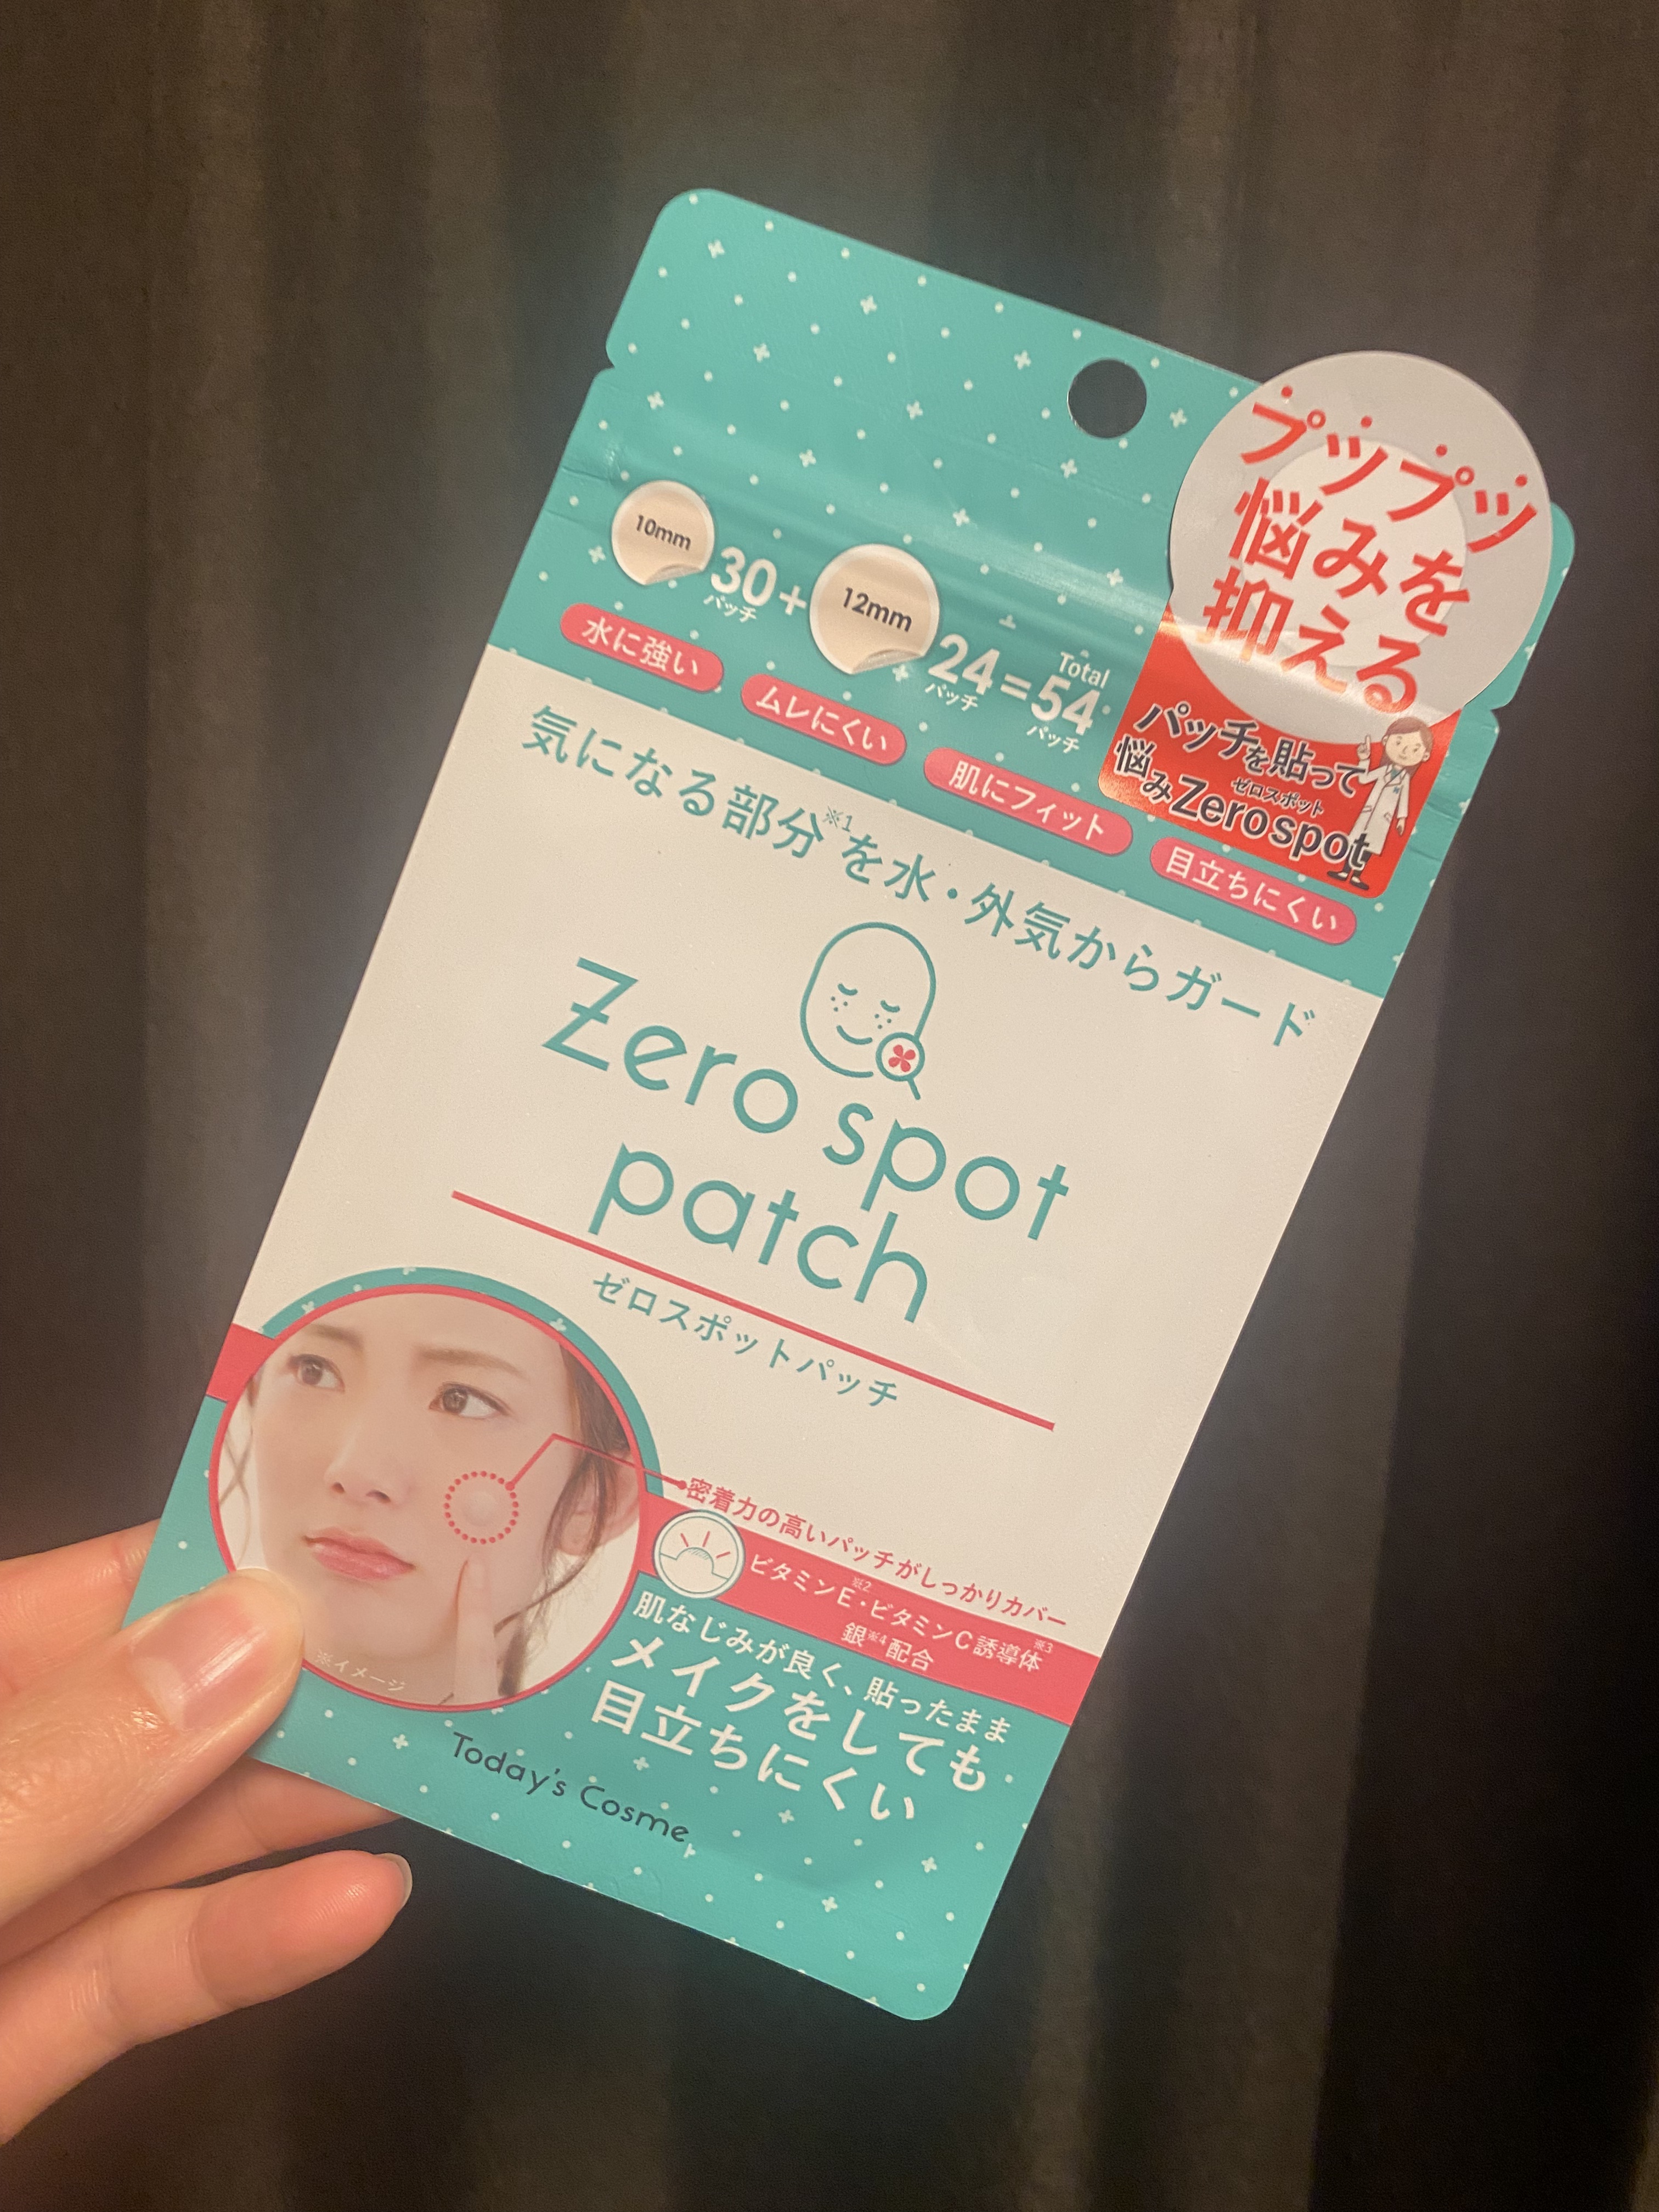 プツプツ
悩みを
抑える
パッチを貼って
ゼロスポット
悩みZerospot
10mm 30+ 12mm 24= Total 54
パッチ パッチ パッチ
水に強い ムレにくい 肌にフィット 目立ちにくい
気になる部分※1を水・外気からガード
Zero spot
patch
ゼロスポットパッチ
密着力の高いパッチがしっかりカバー
ビタミンE※2・ビタミンC誘導体※3
銀※4配合
肌なじみが良く、貼ったまま
メイクをしても
目立ちにくい
※イメージ
Today's Cosme